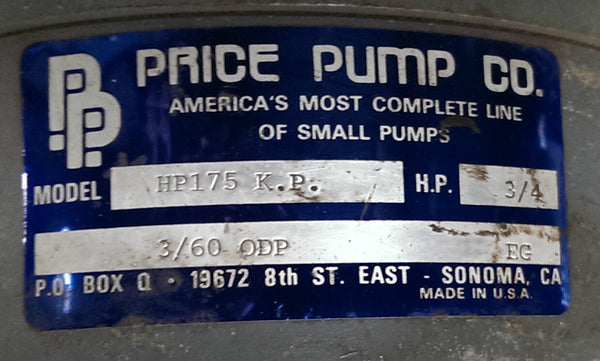 PP
PRICE PUMP CO.
AMERICA'S MOST COMPLETE LINE
OF SMALL PUMPS
MODEL HP175 K.P. H.P. 3/4
3/60 ODP EG
P.O. BOX Q · 19672 8th ST. EAST - SONOMA, CA
MADE IN U.S.A.